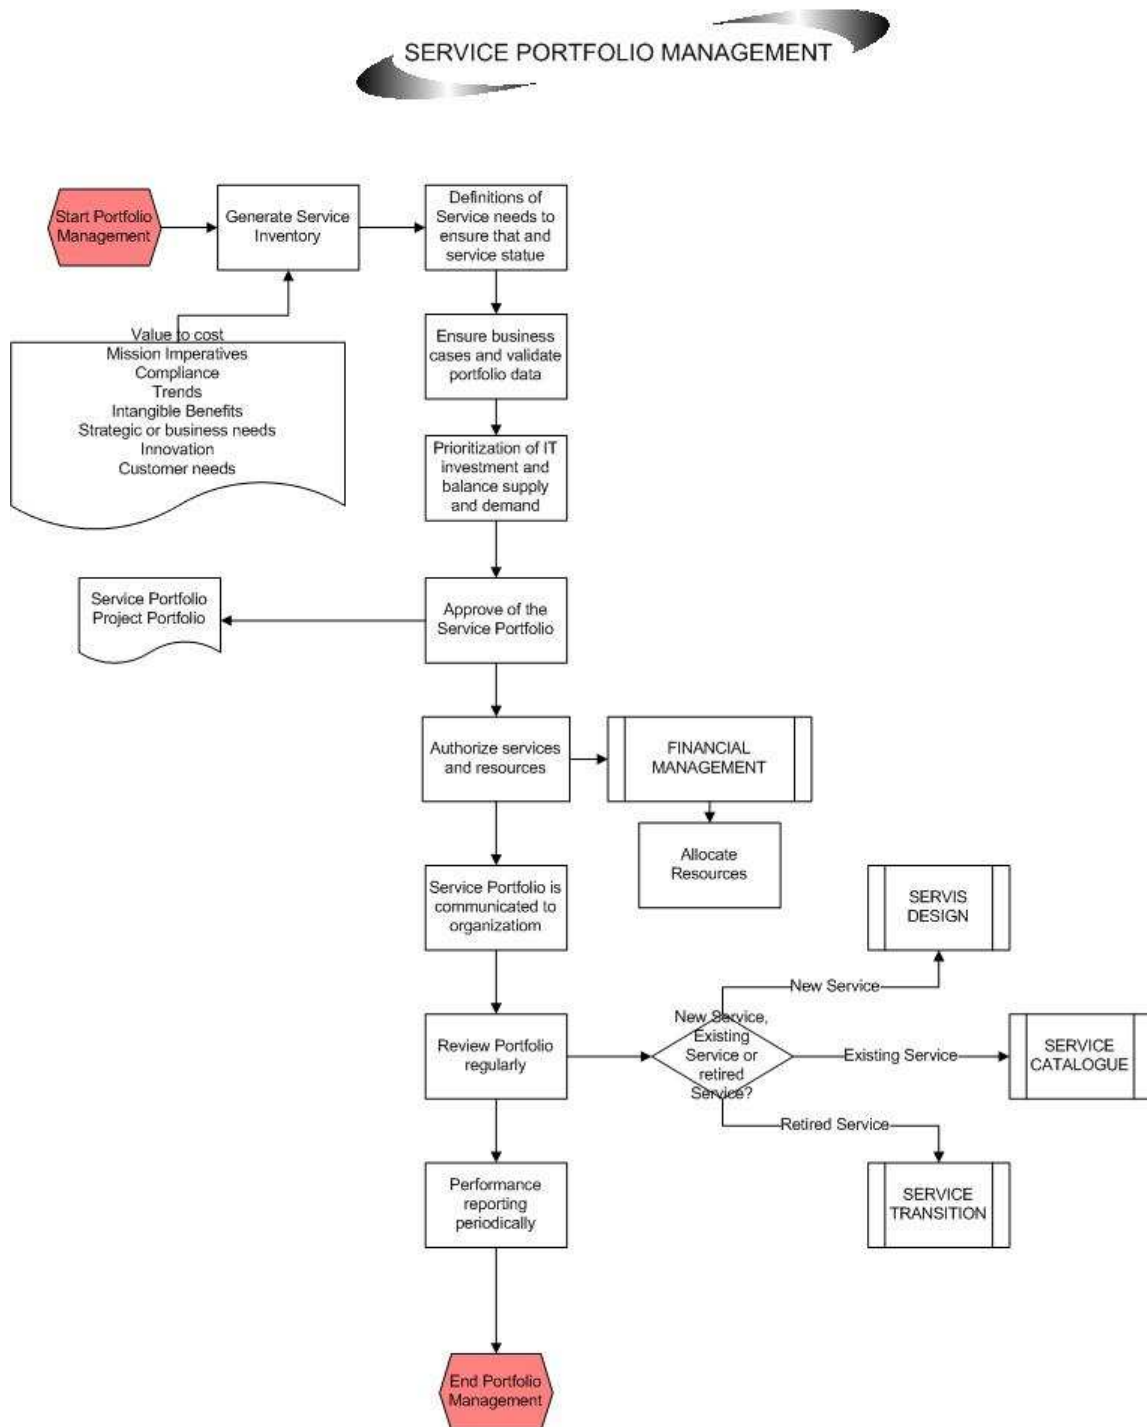 SERVICE PORTFOLIO MANAGEMENT
Start Portfolio
Management
Generate Service
Inventory
Definitions of
Service needs to
ensure that and
service statue
Value to cost
Mission Imperatives
Compliance
Trends
Intangible Benefits
Strategic or business needs
Innovation
Customer needs
Ensure business
cases and validate
portfolio data
Prioritization of IT
investment and
balance supply
and demand
Service Portfolio
Project Portfolio
Approve of the
Service Portfolio
Authorize services
and resources
FINANCIAL
MANAGEMENT
Allocate
Resources
Service Portfolio is
communicated to
organizatiom
SERVIS
DESIGN
New Service
Review Portfolio
regularly
New Service,
Existing
Service or
retired
Service?
Existing Service
SERVICE
CATALOGUE
Retired Service
Performance
reporting
periodically
SERVICE
TRANSITION
End Portfolio
Management